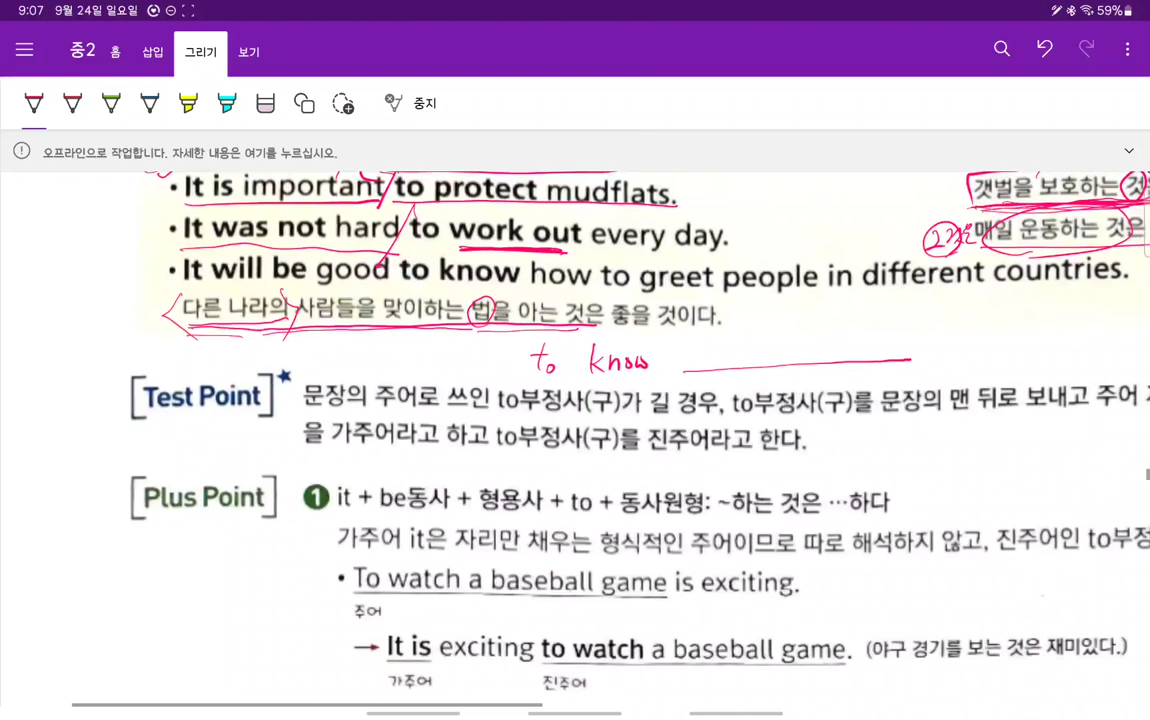 9:07 9월 24일 일요일 59%
중2 홈 삽입 그리기 보기
중지
오프라인으로 작업합니다. 자세한 내용은 여기를 누르십시오.
• It is important to protect mudflats. 갯벌을 보호하는 것
• It was not hard to work out every day. 매일 운동하는 것은
• It will be good to know how to greet people in different countries.
다른 나라의 사람들을 맞이하는 법을 아는 것은 좋을 것이다.
to know
[Test Point] 문장의 주어로 쓰인 to부정사(구)가 길 경우, to부정사(구)를 문장의 맨 뒤로 보내고 주어
을 가주어라고 하고 to부정사(구)를 진주어라고 한다.
[Plus Point] 1 it + be동사 + 형용사 + to + 동사원형: ~하는 것은 …하다
가주어 it은 자리만 채우는 형식적인 주어이므로 따로 해석하지 않고, 진주어인 to부정
• To watch a baseball game is exciting.
주어
→ It is exciting to watch a baseball game. (야구 경기를 보는 것은 재미있다.)
가주어 진주어